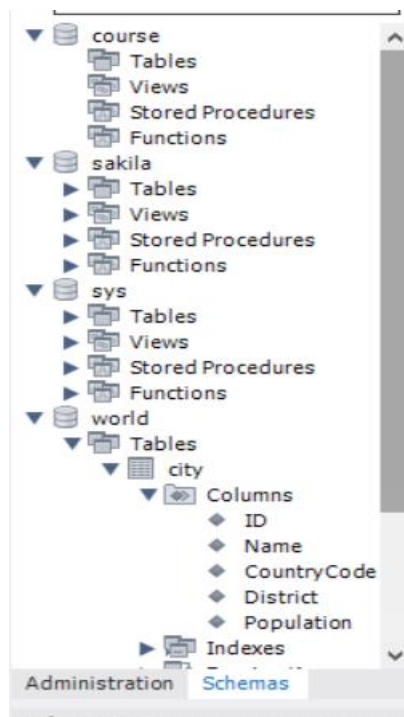 course
Tables
Views
Stored Procedures
Functions
sakila
Tables
Views
Stored Procedures
Functions
sys
Tables
Views
Stored Procedures
Functions
world
Tables
city
Columns
ID
Name
CountryCode
District
Population
Indexes
Administration Schemas